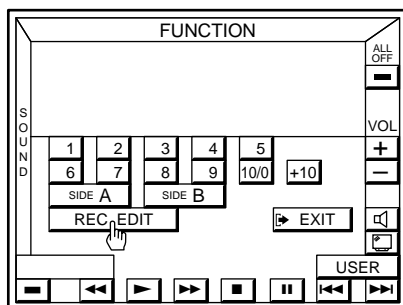 FUNCTION
ALL
OFF
SOUND
VOL
1 2 3 4 5
+
6 7 8 9 10/0 +10
−
SIDE A SIDE B
REC EDIT EXIT
USER